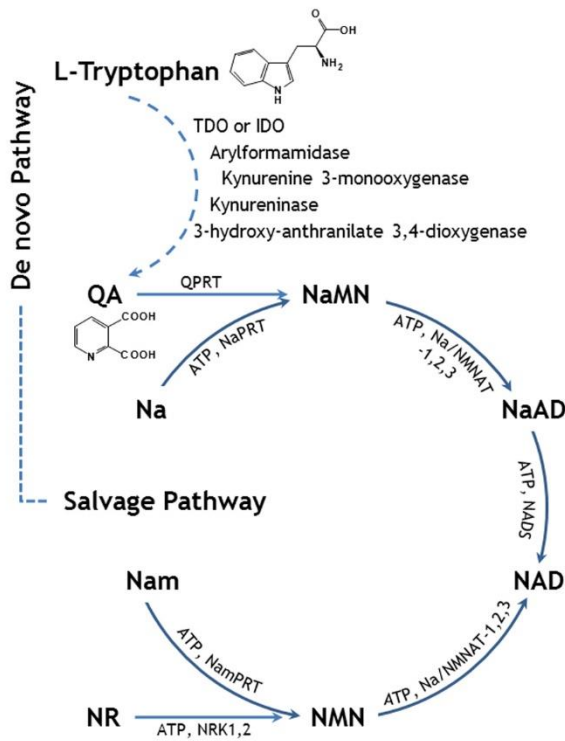 O
OH
L-Tryptophan
NH2
N
H
TDO or IDO
Arylformamidase
Kynurenine 3-monooxygenase
Kynureninase
3-hydroxy-anthranilate 3,4-dioxygenase
De novo Pathway
QA
QPRT
NaMN
COOH
COOH
N
ATP, NaPRT
ATP, Na/NMNAT
-1,2,3
Na
NaAD
ATP, NADS
Salvage Pathway
Nam
NAD
ATP, NamPRT
ATP, Na/NMNAT-1,2,3
NR
ATP, NRK1,2
NMN